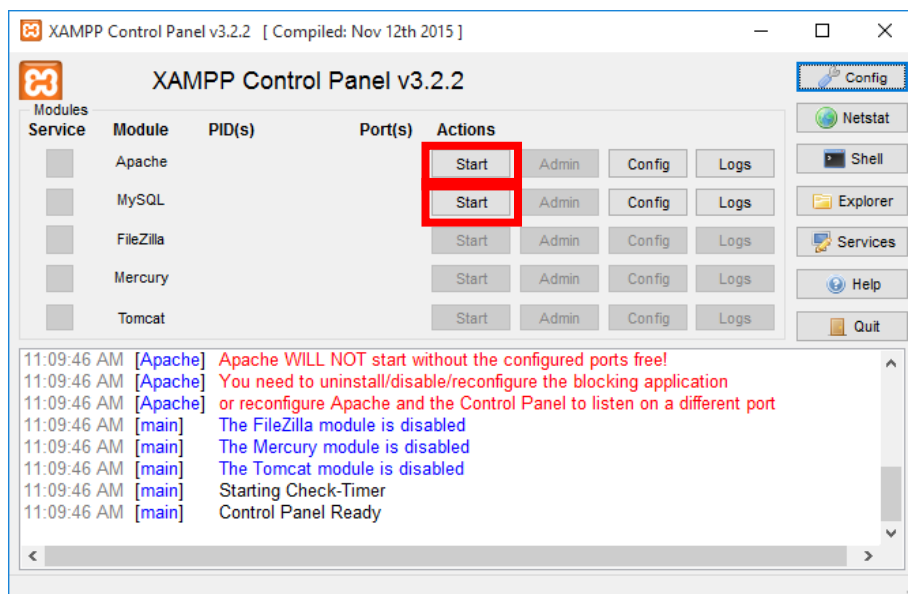 XAMPP Control Panel v3.2.2 [ Compiled: Nov 12th 2015 ]
XAMPP Control Panel v3.2.2
Config
Modules
Service Module PID(s) Port(s) Actions
Netstat
Apache Start Admin Config Logs
Shell
MySQL Start Admin Config Logs
Explorer
FileZilla Start Admin Config Logs
Services
Mercury Start Admin Config Logs
Help
Tomcat Start Admin Config Logs
Quit
11:09:46 AM [Apache] Apache WILL NOT start without the configured ports free!
11:09:46 AM [Apache] You need to uninstall/disable/reconfigure the blocking application
11:09:46 AM [Apache] or reconfigure Apache and the Control Panel to listen on a different port
11:09:46 AM [main] The FileZilla module is disabled
11:09:46 AM [main] The Mercury module is disabled
11:09:46 AM [main] The Tomcat module is disabled
11:09:46 AM [main] Starting Check-Timer
11:09:46 AM [main] Control Panel Ready